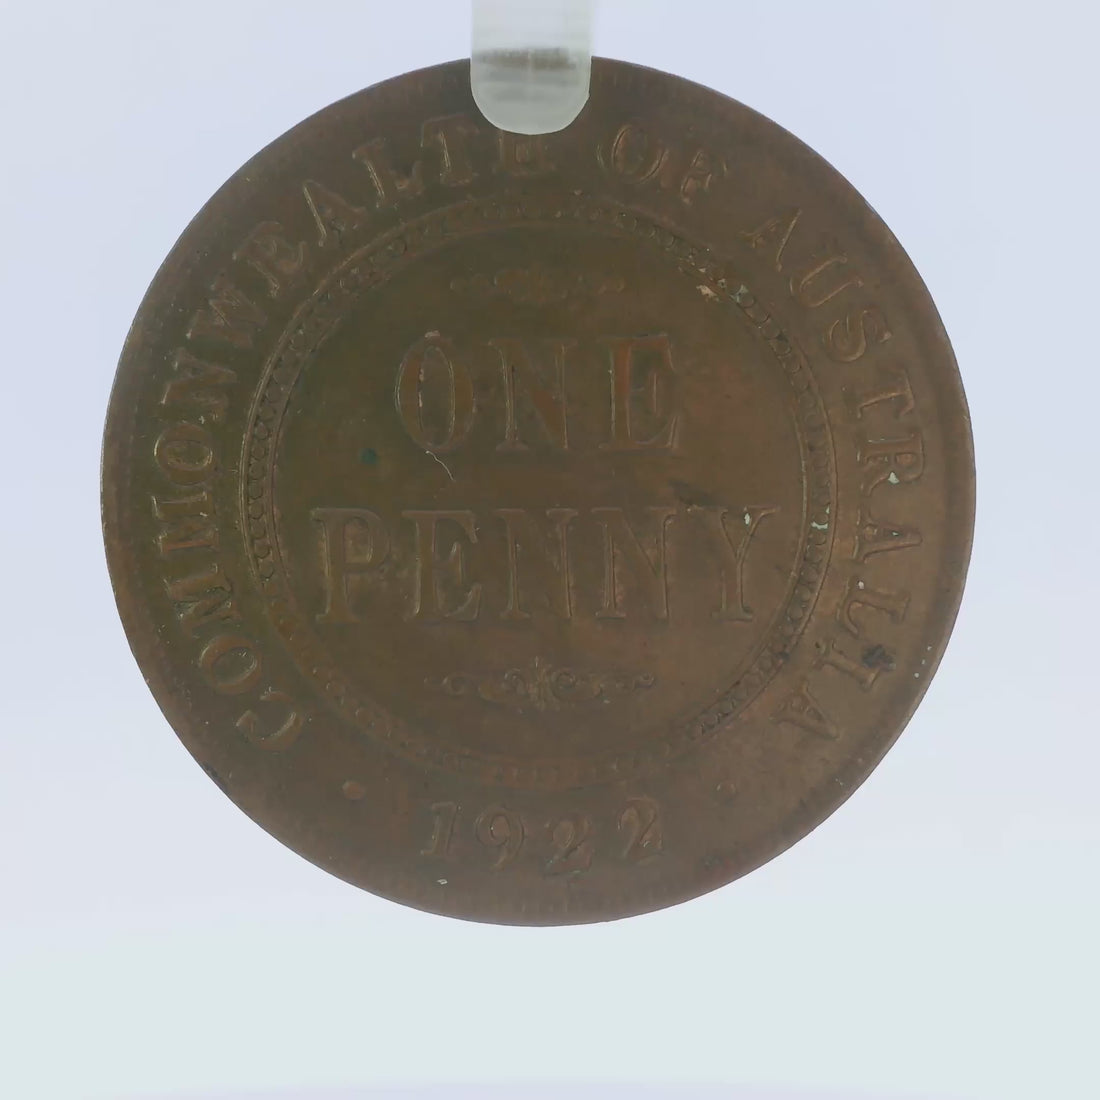 COMMONWEALTH OF AUSTRALIA
ONE
PENNY
1922